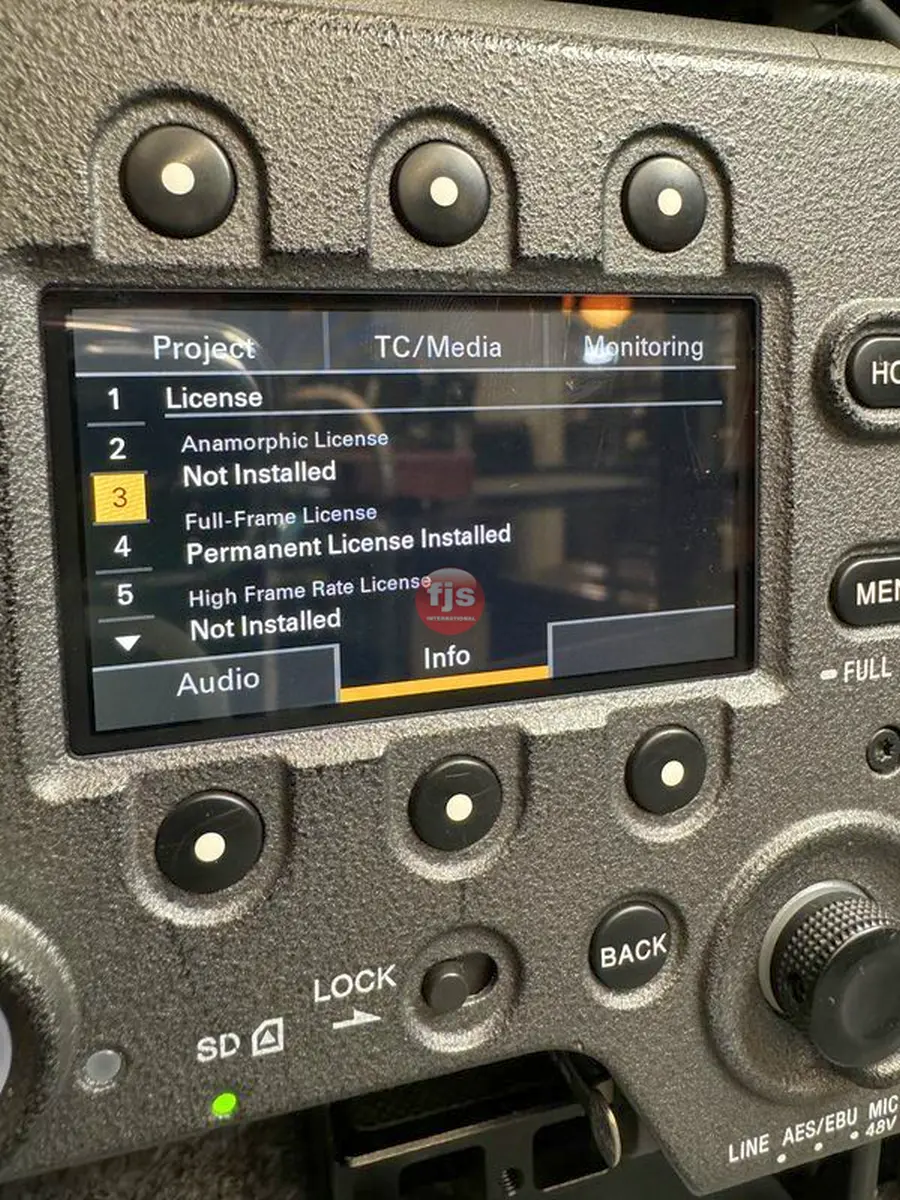 Project
TC/Media
Monitoring
1
License
2
Anamorphic License
Not Installed
3
Full-Frame License
4
Permanent License Installed
5
High Frame Rate License
Not Installed
fjs
INTERNATIONAL
Audio
Info
FULL
BACK
LOCK
SD
LINE AES/EBU MIC
48V